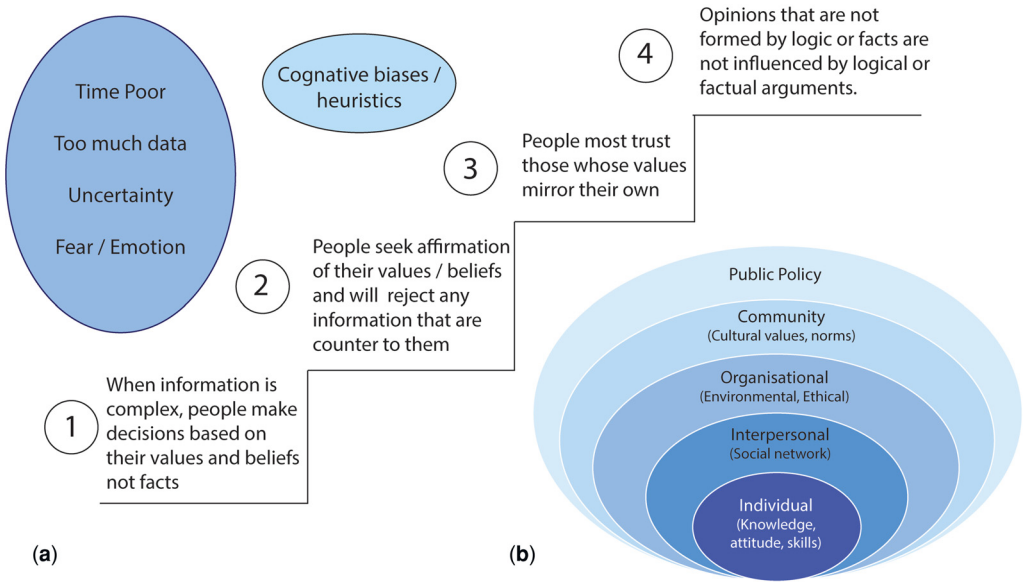 Time Poor
Too much data
Uncertainty
Fear / Emotion
Cognative biases /
heuristics
1
When information is
complex, people make
decisions based on
their values and beliefs
not facts
2
People seek affirmation
of their values / beliefs
and will reject any
information that are
counter to them
3
People most trust
those whose values
mirror their own
4
Opinions that are not
formed by logic or facts are
not influenced by logical or
factual arguments.
(a)
Public Policy
Community
(Cultural values, norms)
Organisational
(Environmental, Ethical)
Interpersonal
(Social network)
Individual
(Knowledge,
attitude, skills)
(b)